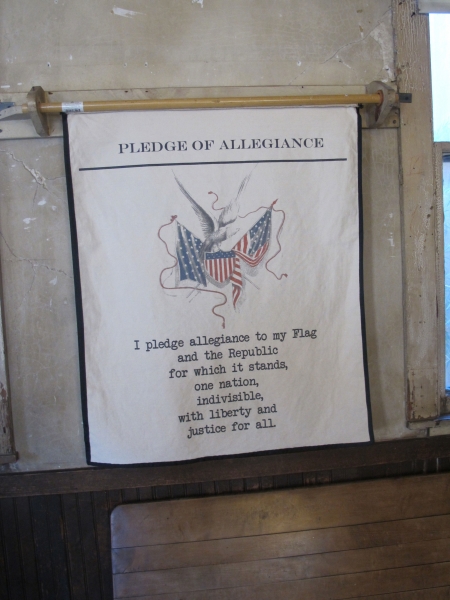 PLEDGE OF ALLEGIANCE
I pledge allegiance to my Flag
and the Republic
for which it stands,
one nation,
indivisible,
with liberty and
justice for all